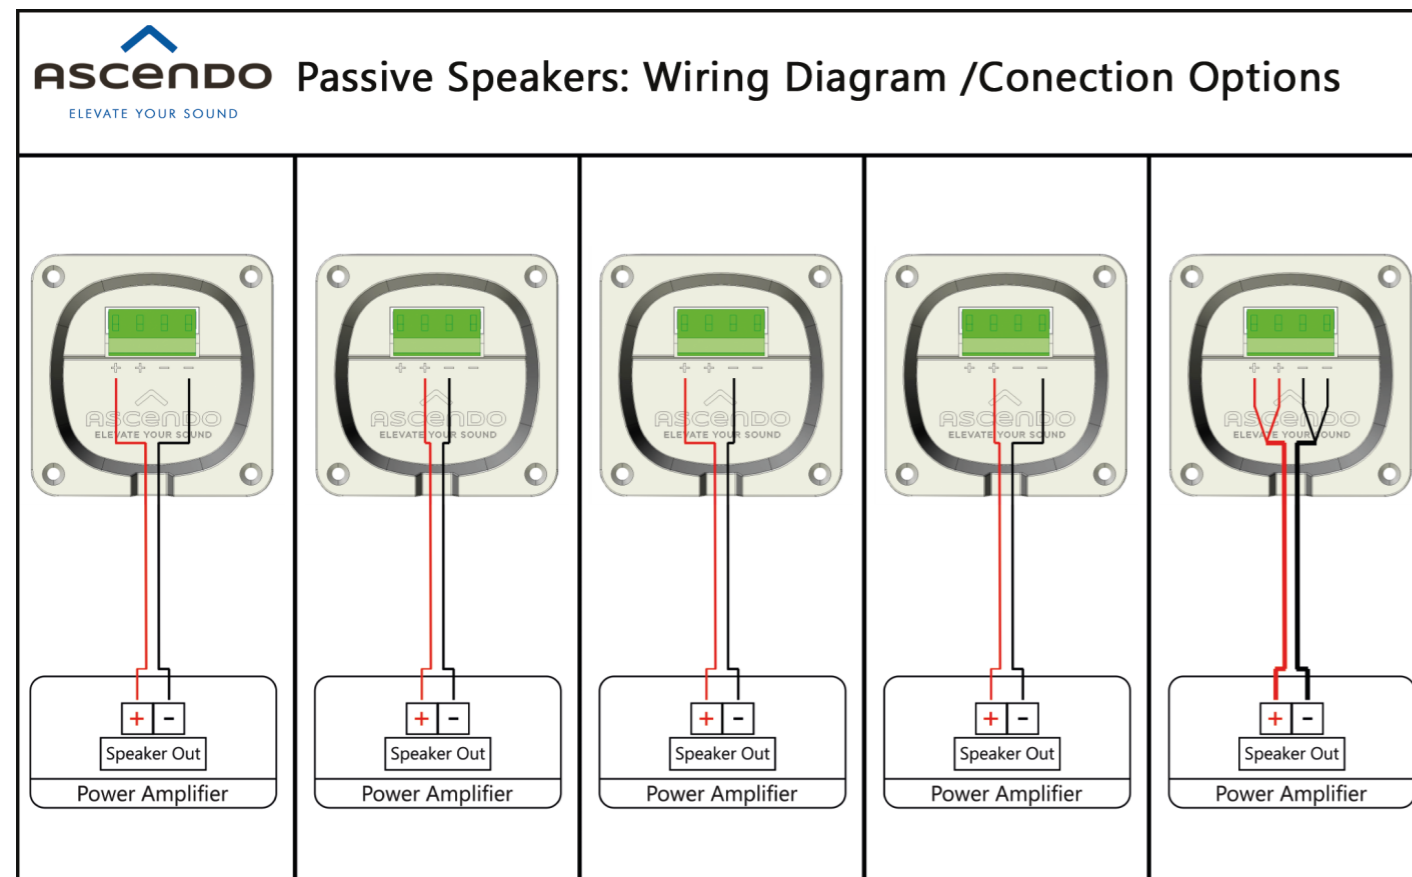 ASCENDO
ELEVATE YOUR SOUND
Passive Speakers: Wiring Diagram /Conection Options
+ + − −
ASCENDO
ELEVATE YOUR SOUND
+ -
Speaker Out
Power Amplifier
+ + − −
ASCENDO
ELEVATE YOUR SOUND
+ -
Speaker Out
Power Amplifier
+ + − −
ASCENDO
ELEVATE YOUR SOUND
+ -
Speaker Out
Power Amplifier
+ + − −
ASCENDO
ELEVATE YOUR SOUND
+ -
Speaker Out
Power Amplifier
+ + − −
ASCENDO
ELEVATE YOUR SOUND
+ -
Speaker Out
Power Amplifier